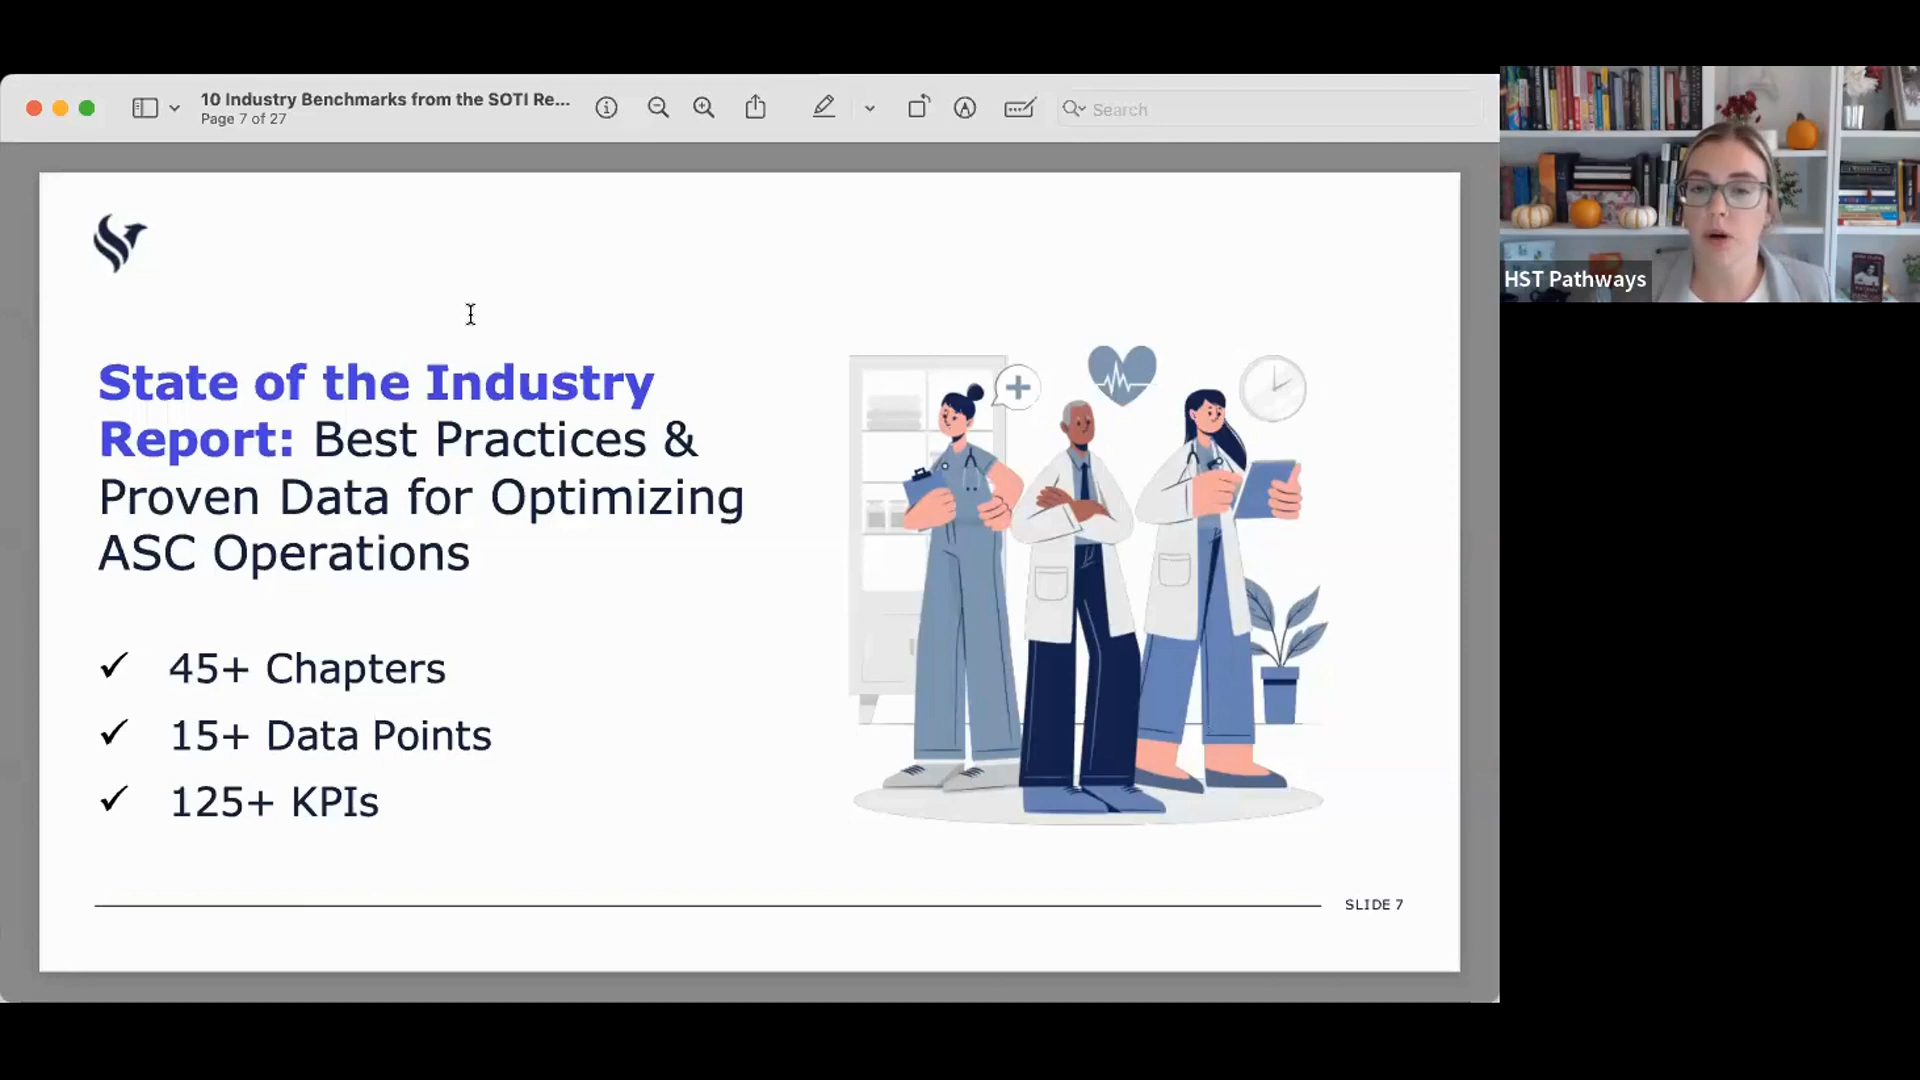 10 Industry Benchmarks from the SOTI Re...
Page 7 of 27
Search
HST Pathways
State of the Industry
Report: Best Practices &
Proven Data for Optimizing
ASC Operations
✓ 45+ Chapters
✓ 15+ Data Points
✓ 125+ KPIs
SLIDE 7